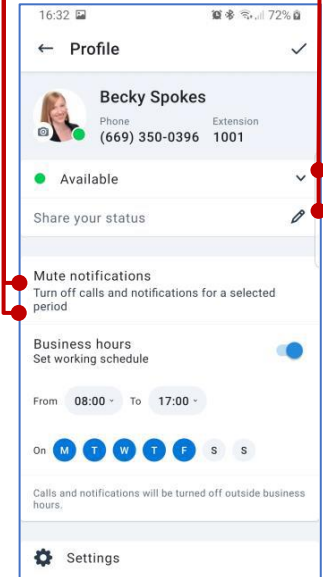 16:32 72%
Profile
Becky Spokes
Phone Extension
(669) 350-0396 1001
Available
Share your status
Mute notifications
Turn off calls and notifications for a selected
period
Business hours
Set working schedule
From 08:00 To 17:00
On M T W T F S S
Calls and notifications will be turned off outside business
hours.
Settings